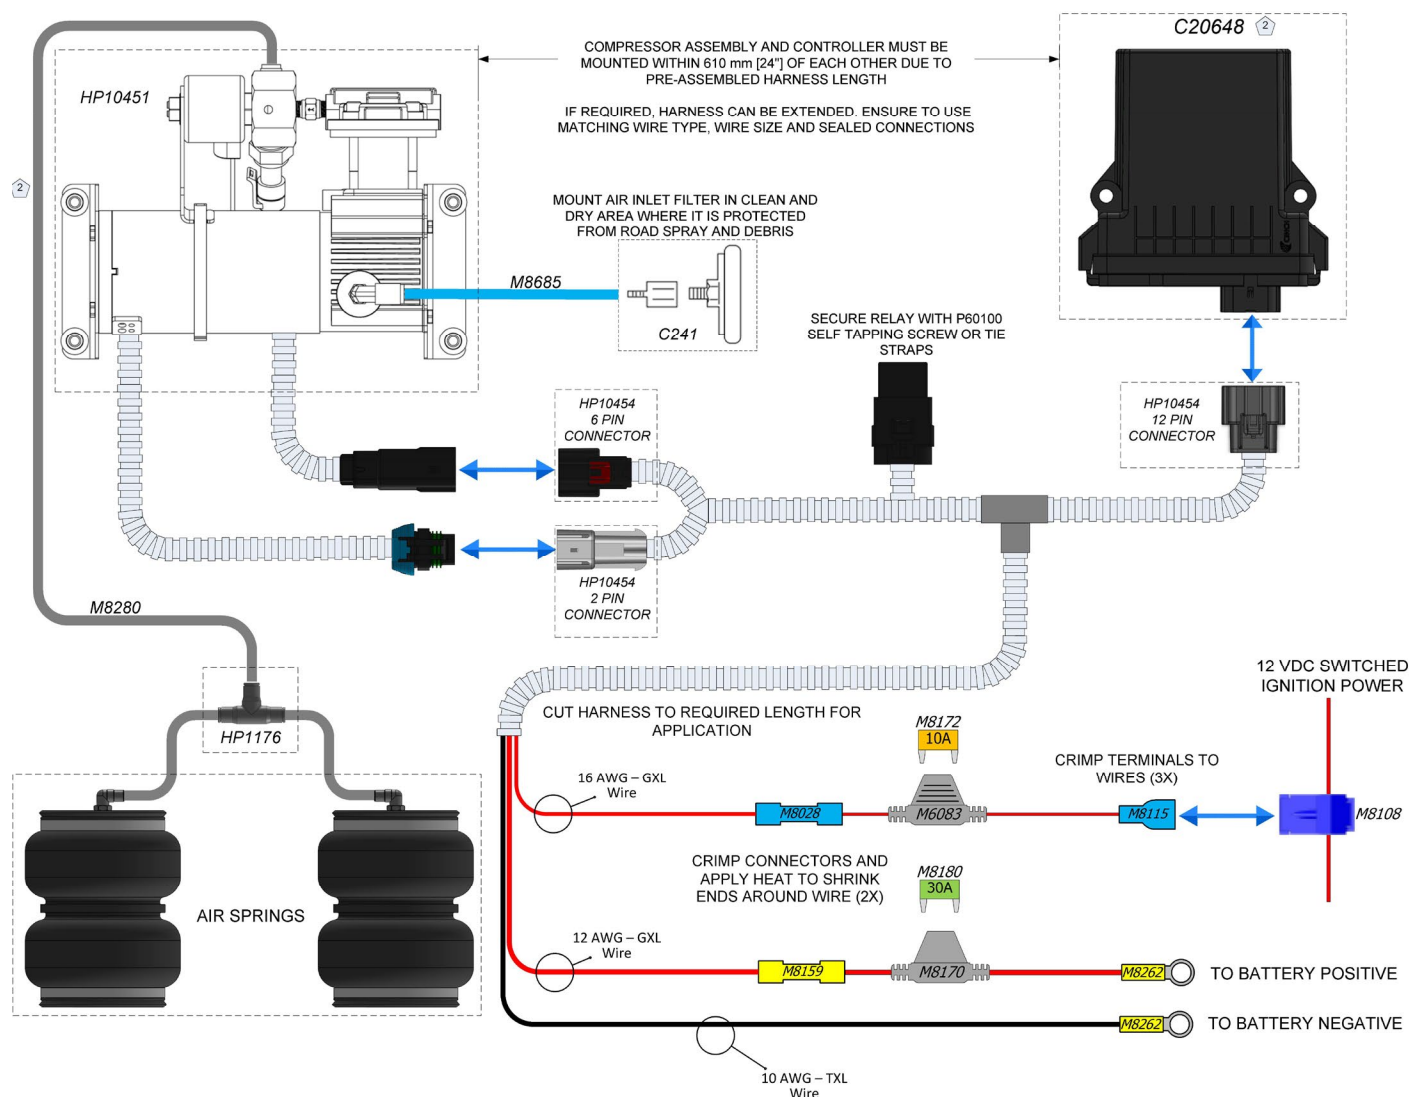 C20648 2
COMPRESSOR ASSEMBLY AND CONTROLLER MUST BE
MOUNTED WITHIN 610 mm [24"] OF EACH OTHER DUE TO
PRE-ASSEMBLED HARNESS LENGTH
IF REQUIRED, HARNESS CAN BE EXTENDED. ENSURE TO USE
MATCHING WIRE TYPE, WIRE SIZE AND SEALED CONNECTIONS
HP10451
2
MOUNT AIR INLET FILTER IN CLEAN AND
DRY AREA WHERE IT IS PROTECTED
FROM ROAD SPRAY AND DEBRIS
M8685
C241
SECURE RELAY WITH P60100
SELF TAPPING SCREW OR TIE
STRAPS
HP10454
6 PIN
CONNECTOR
HP10454
12 PIN
CONNECTOR
HP10454
2 PIN
CONNECTOR
M8280
HP1176
AIR SPRINGS
12 VDC SWITCHED
IGNITION POWER
CUT HARNESS TO REQUIRED LENGTH FOR
APPLICATION
M8172
10A
CRIMP TERMINALS TO
WIRES (3X)
16 AWG – GXL
Wire
M8028
M6083
M8115
M8108
CRIMP CONNECTORS AND
APPLY HEAT TO SHRINK
ENDS AROUND WIRE (2X)
M8180
30A
12 AWG – GXL
Wire
M8159
M8170
M8262
TO BATTERY POSITIVE
M8262
TO BATTERY NEGATIVE
10 AWG – TXL
Wire